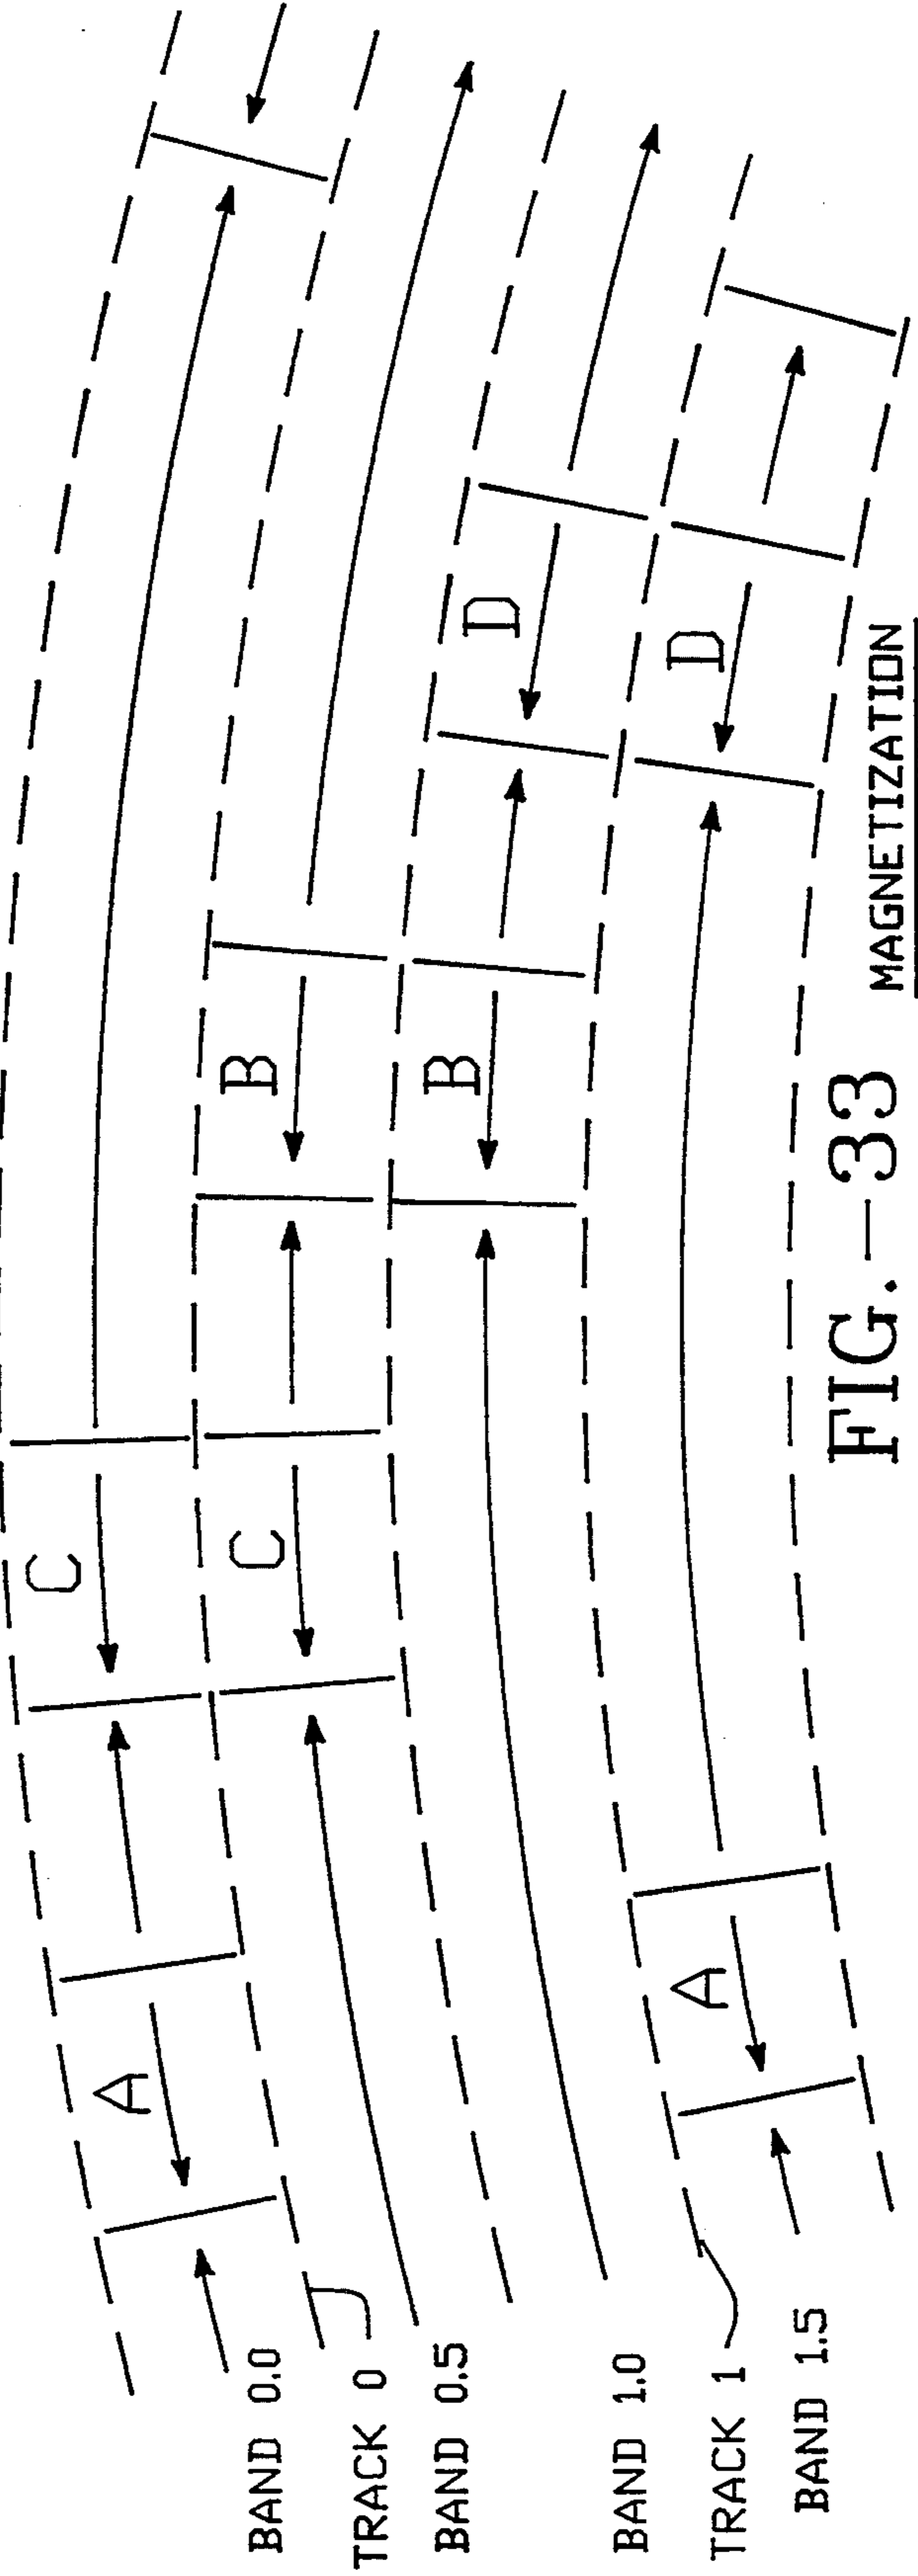 A
C
C
B
B
D
D
A
BAND 0.0
TRACK 0
BAND 0.5
BAND 1.0
TRACK 1
BAND 1.5
MAGNETIZATION
FIG.—33